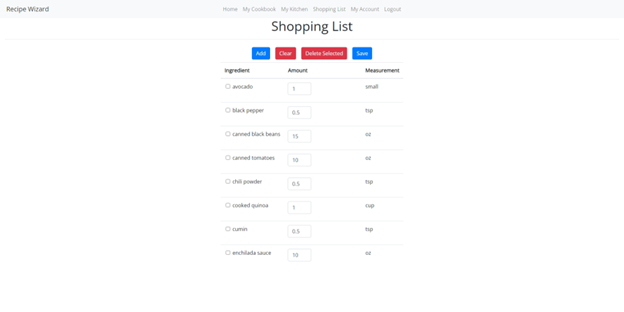 Recipe Wizard Home My Cookbook My Kitchen Shopping List My Account Logout
Shopping List
Add Clear Delete Selected Save
Ingredient Amount Measurement
avocado 1 small
black pepper 0.5 tsp
canned black beans 15 oz
canned tomatoes 10 oz
chili powder 0.5 tsp
cooked quinoa 1 cup
cumin 0.5 tsp
enchilada sauce 10 oz